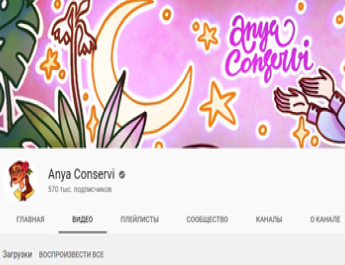 Anya
Conservi
Anya Conservi
570 тыс. подписчиков
ГЛАВНАЯ ВИДЕО ПЛЕЙЛИСТЫ СООБЩЕСТВО КАНАЛЫ О КАНАЛЕ
Загрузки ВОСПРОИЗВЕСТИ ВСЕ